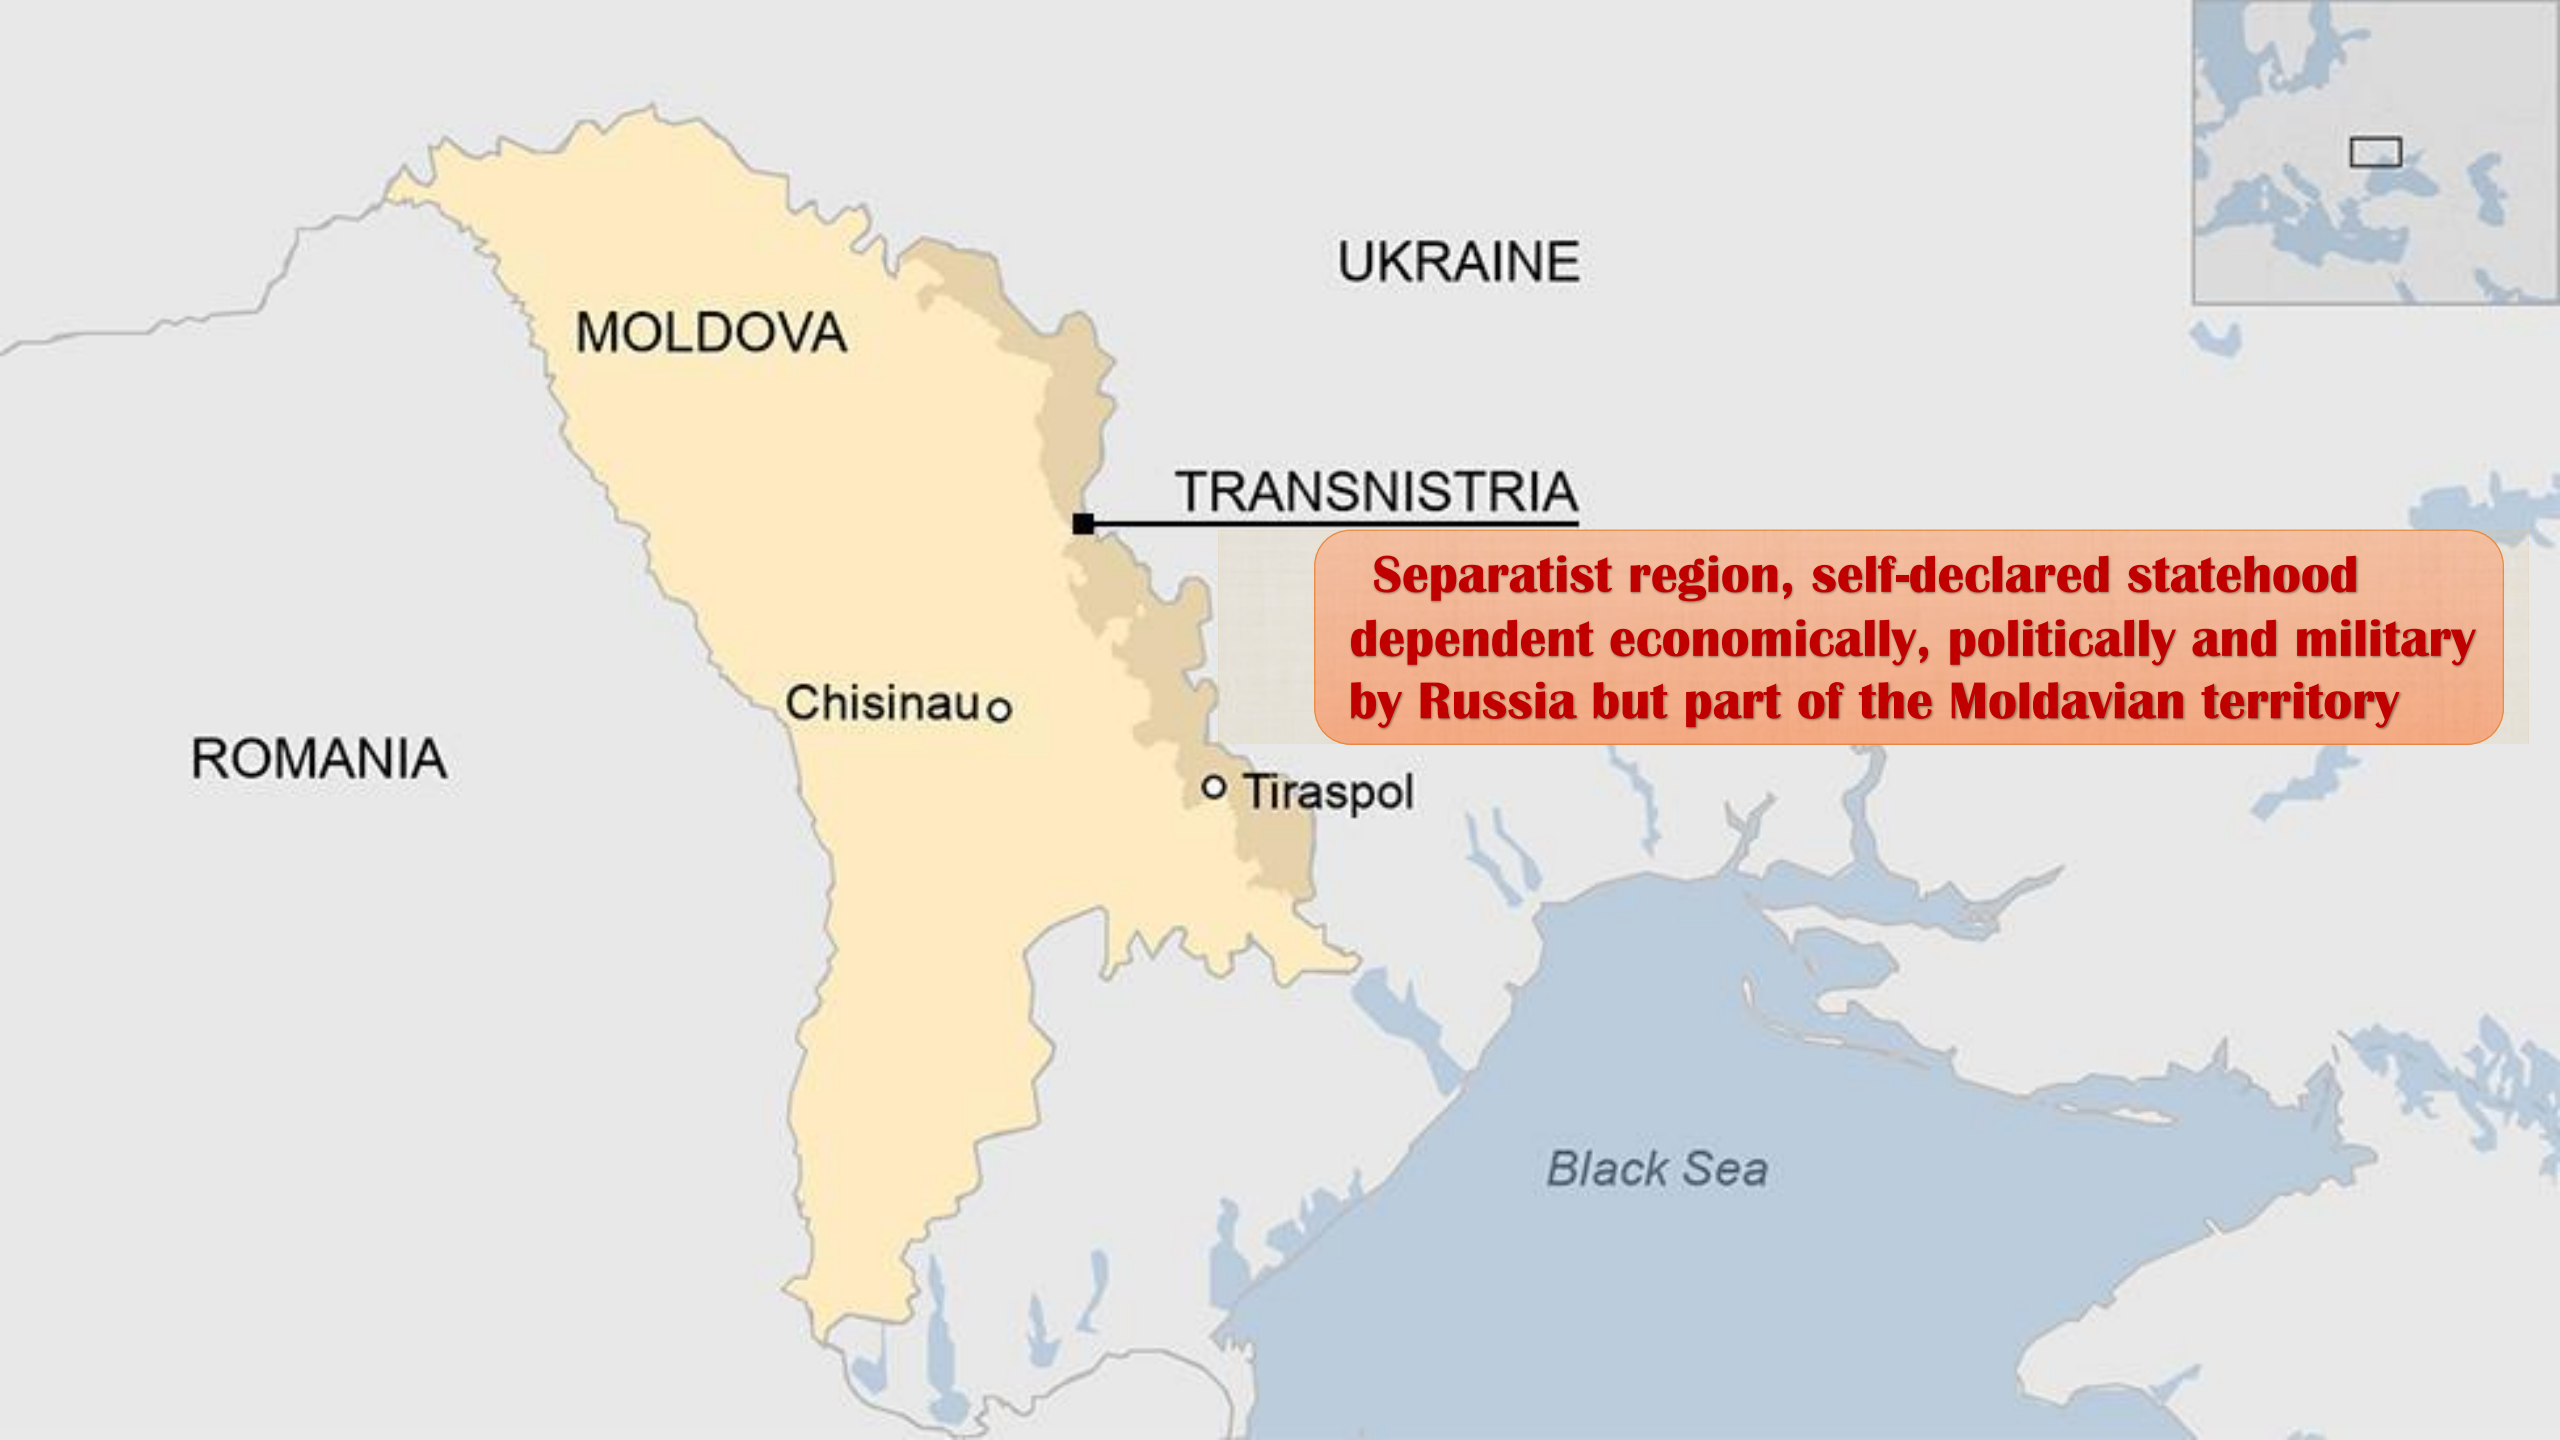 UKRAINE
MOLDOVA
TRANSNISTRIA
Separatist region, self-declared statehood
dependent economically, politically and military
by Russia but part of the Moldavian territory
Chisinau
ROMANIA
Tiraspol
Black Sea